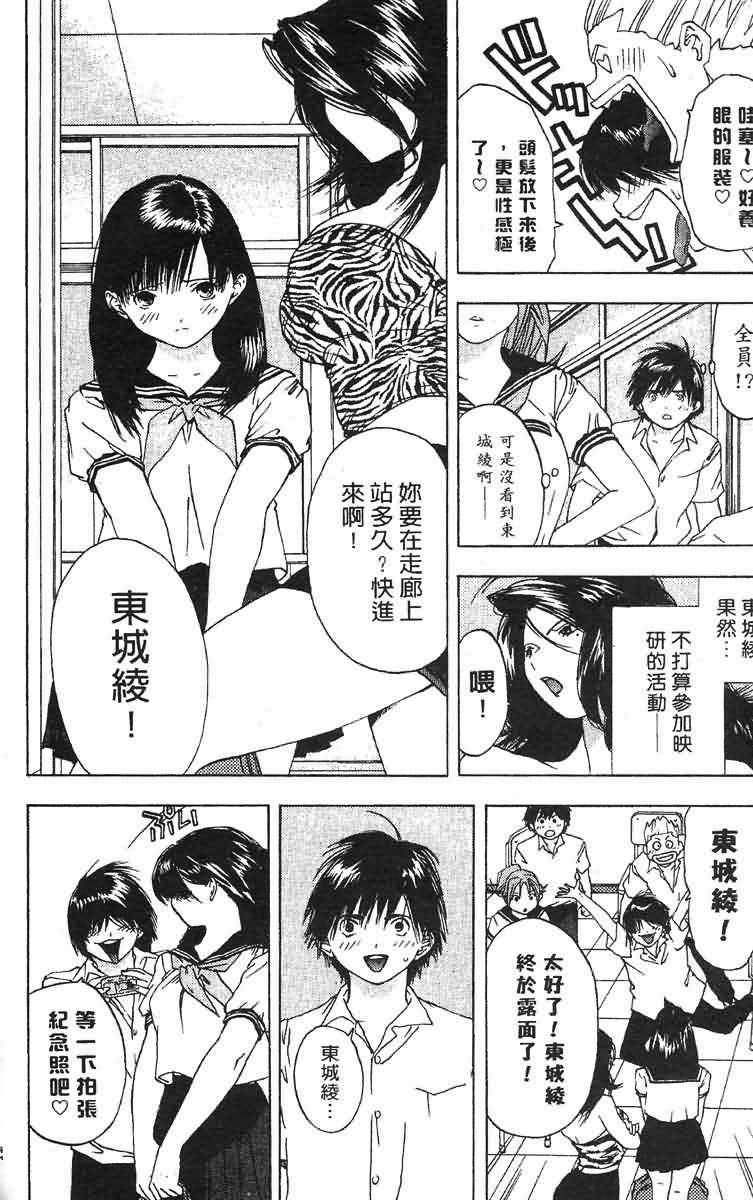 哇塞～♡好養
眼的服裝♡
頭髮放下來後
，更是性感極
了～♡
全員!?
可是沒看到東
城綾啊──
東城綾
果然…
不打算參加映
研的活動──
喂！
妳要在走廊上
站多久？快進
來啊！
東城綾！
東城綾！
太好了！東城綾
終於露面了！
東城綾…
ぷい
等一下拍張
紀念照吧♡